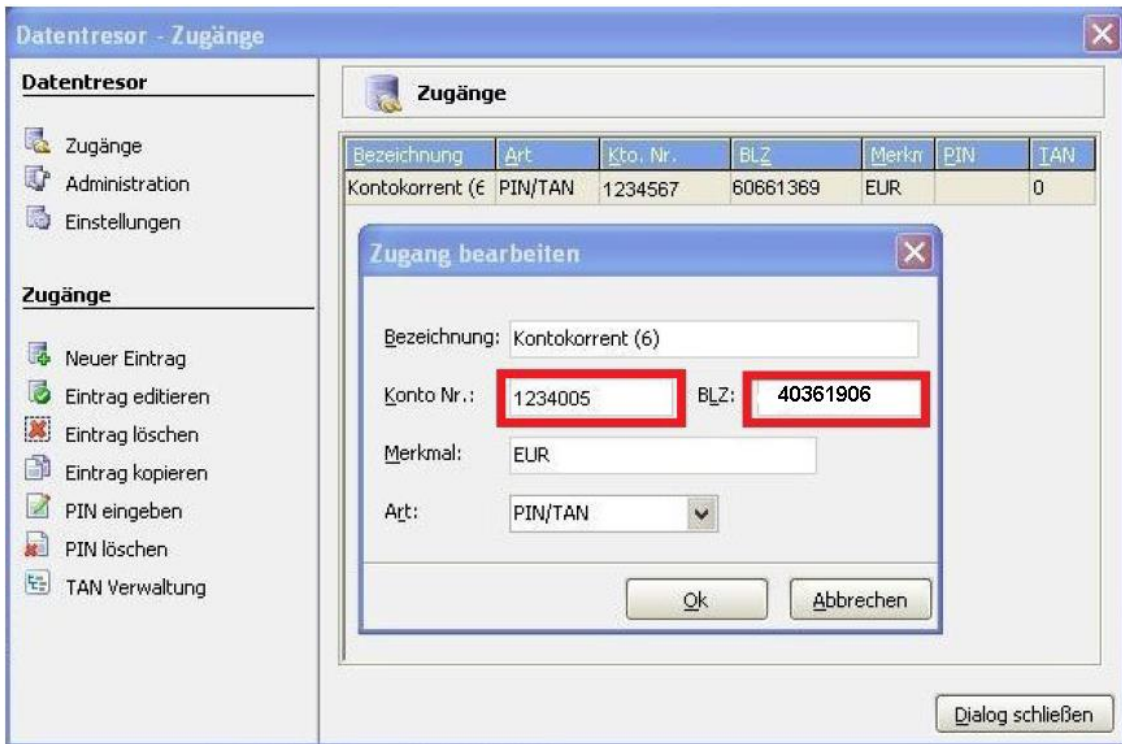 Datentresor - Zugänge
Datentresor
Zugänge
Administration
Einstellungen
Zugänge
Neuer Eintrag
Eintrag editieren
Eintrag löschen
Eintrag kopieren
PIN eingeben
PIN löschen
TAN Verwaltung
Zugänge
Bezeichnung Art Kto. Nr. BLZ Merkm PIN TAN
Kontokorrent (6 PIN/TAN 1234567 60661369 EUR 0
Zugang bearbeiten
Bezeichnung: Kontokorrent (6)
Konto Nr.: 1234005 BLZ: 40361906
Merkmal: EUR
Art: PIN/TAN
Ok Abbrechen
Dialog schließen